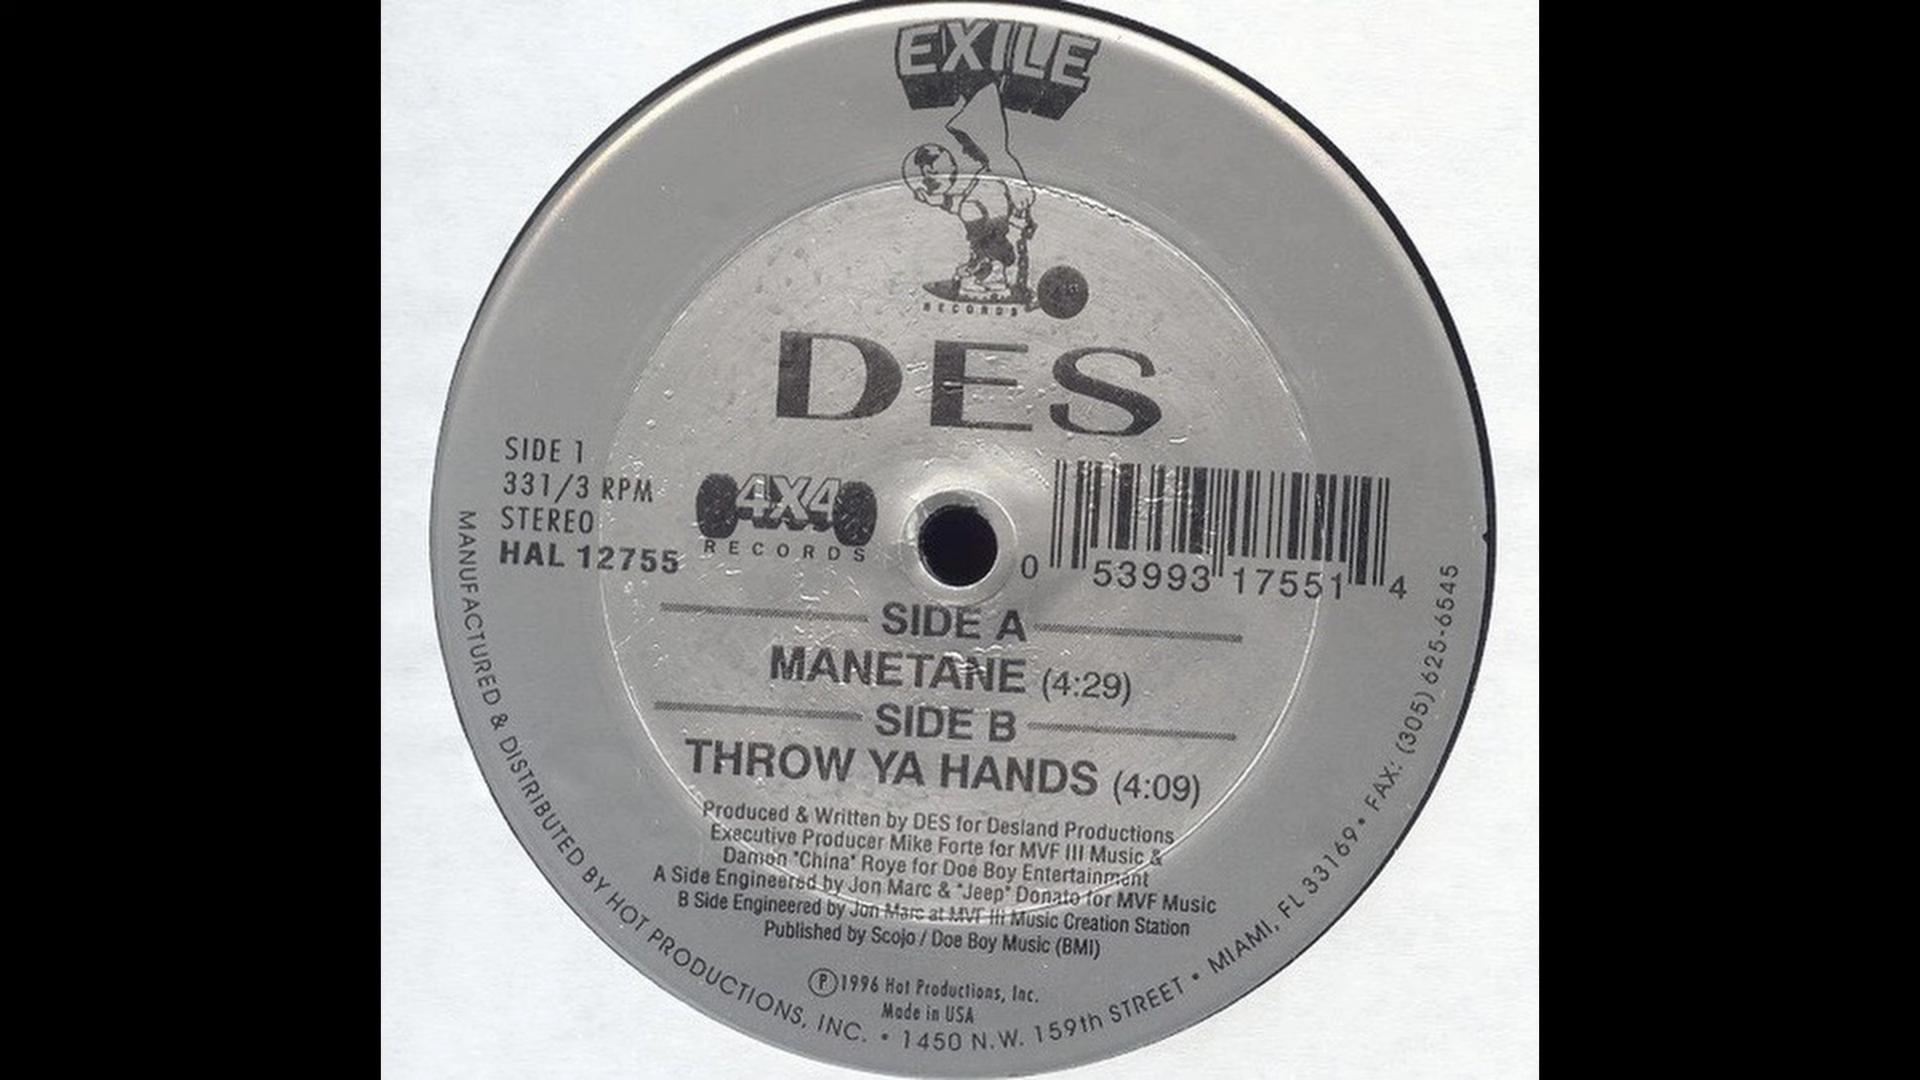 EXILE
RECORDS
DES
SIDE 1
331/3 RPM
STEREO
HAL 12755
4X4
RECORDS
0 53993 17551 4
SIDE A
MANETANE (4:29)
SIDE B
THROW YA HANDS (4:09)
Produced & Written by DES for Desland Productions
Executive Producer Mike Forte for MVF III Music &
Damon "China" Roye for Doe Boy Entertainment
A Side Engineered by Jon Marc & "Jeep" Donato for MVF Music
B Side Engineered by Jon Marc at MVF III Music Creation Station
Published by Scojo / Doe Boy Music (BMI)
℗1996 Hot Productions, Inc.
Made in USA
MANUFACTURED & DISTRIBUTED BY HOT PRODUCTIONS, INC. • 1450 N.W. 159th STREET • MIAMI, FL 33169 • FAX: (305) 625-6545